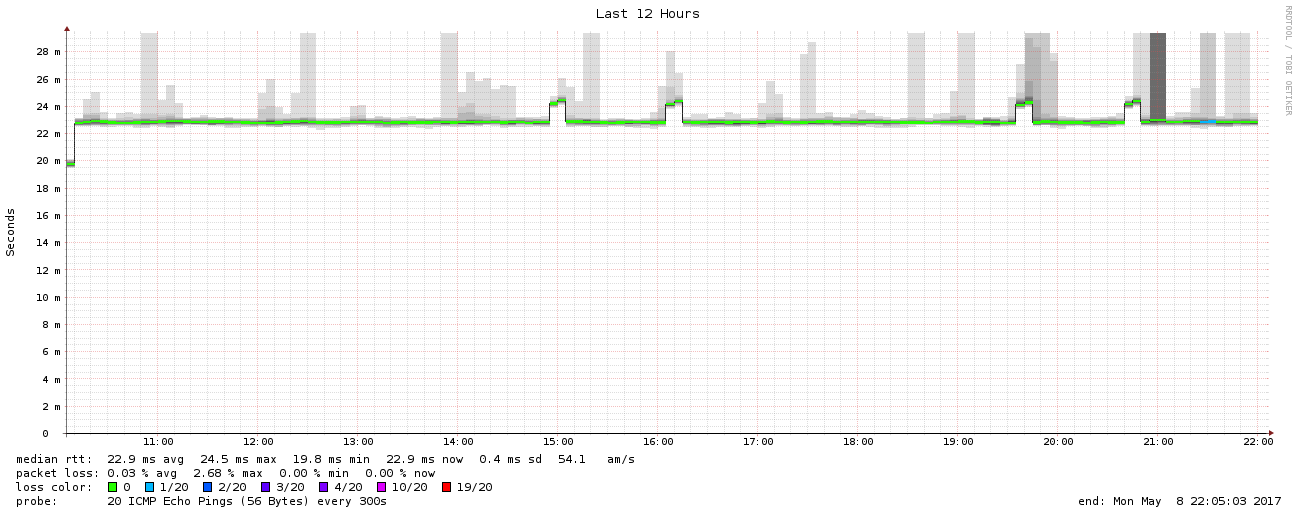 Last 12 Hours
RRDTOOL / TOBI OETIKER
Seconds
28 m
26 m
24 m
22 m
20 m
18 m
16 m
14 m
12 m
10 m
8 m
6 m
4 m
2 m
0
11:00 12:00 13:00 14:00 15:00 16:00 17:00 18:00 19:00 20:00 21:00 22:00
median rtt: 22.9 ms avg 24.5 ms max 19.8 ms min 22.9 ms now 0.4 ms sd 54.1 am/s
packet loss: 0.03 % avg 2.68 % max 0.00 % min 0.00 % now
loss color: 0 1/20 2/20 3/20 4/20 10/20 19/20
probe: 20 ICMP Echo Pings (56 Bytes) every 300s end: Mon May 8 22:05:03 2017